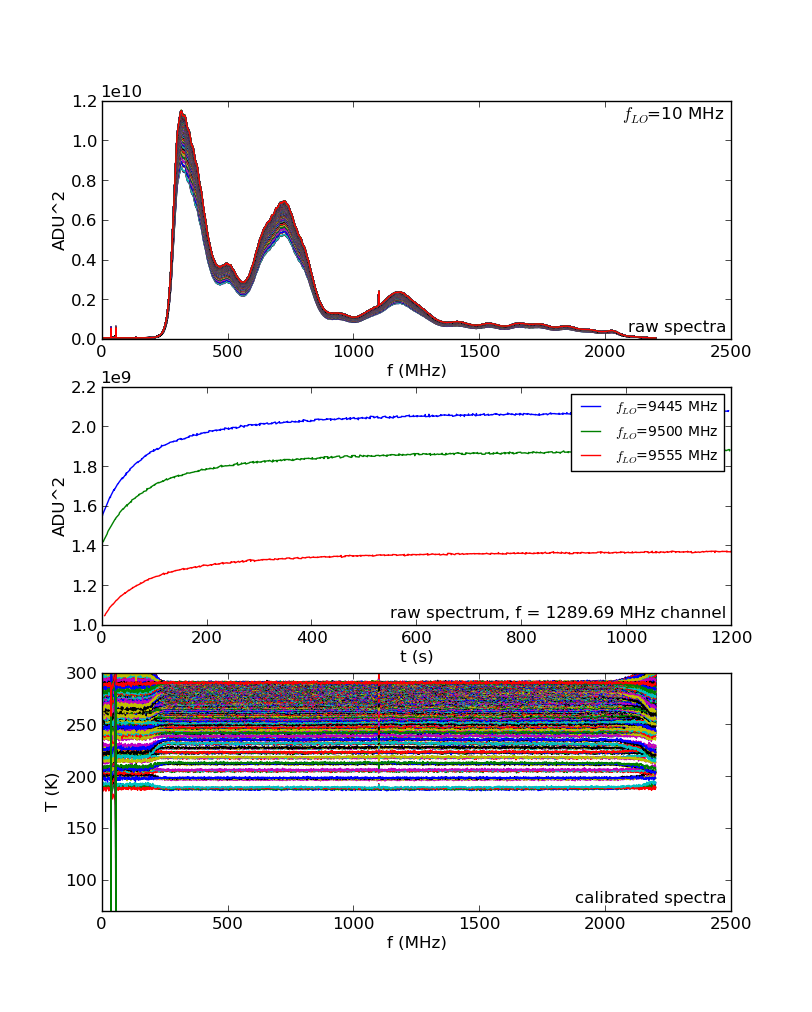 1e10
1.2
1.0
0.8
0.6
0.4
0.2
0.0
ADU^2
f_LO=10 MHz
raw spectra
0 500 1000 1500 2000 2500
f (MHz)
1e9
2.2
2.0
1.8
1.6
1.4
1.2
1.0
ADU^2
f_LO=9445 MHz
f_LO=9500 MHz
f_LO=9555 MHz
raw spectrum, f = 1289.69 MHz channel
0 200 400 600 800 1000 1200
t (s)
300
250
200
150
100
T (K)
calibrated spectra
0 500 1000 1500 2000 2500
f (MHz)